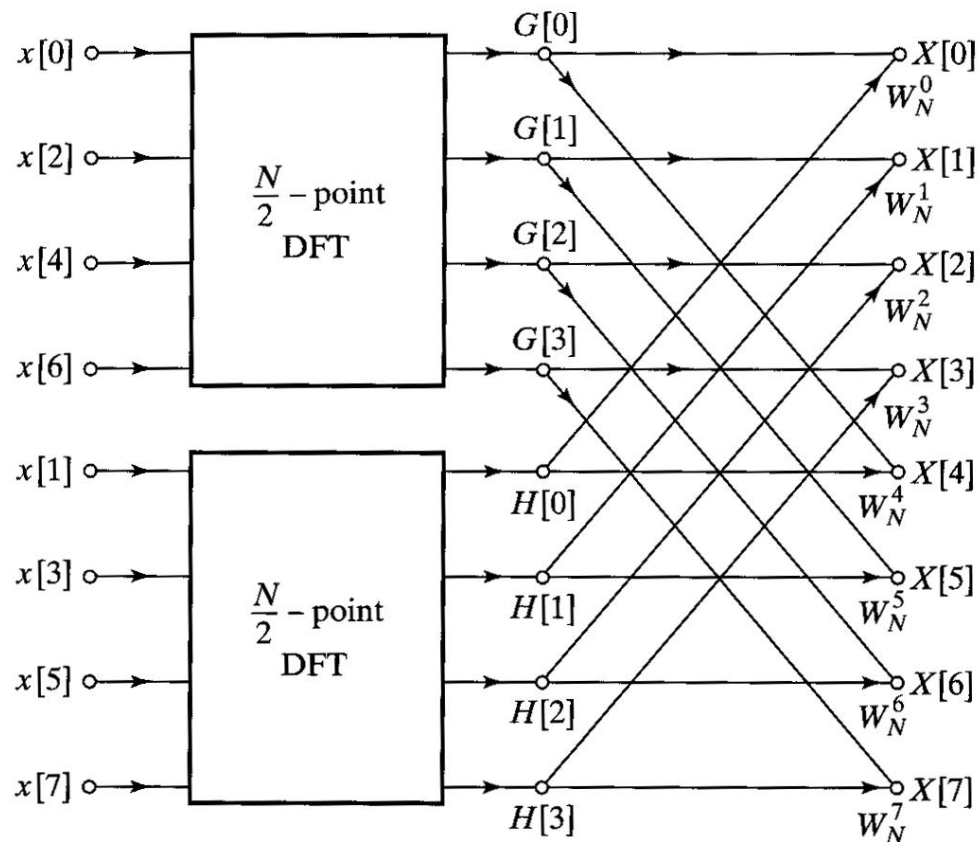 x[0]
x[2]
x[4]
x[6]
x[1]
x[3]
x[5]
x[7]
N/2 – point
DFT
N/2 – point
DFT
G[0]
G[1]
G[2]
G[3]
H[0]
H[1]
H[2]
H[3]
X[0]
W_N^0
X[1]
W_N^1
X[2]
W_N^2
X[3]
W_N^3
X[4]
W_N^4
X[5]
W_N^5
X[6]
W_N^6
X[7]
W_N^7